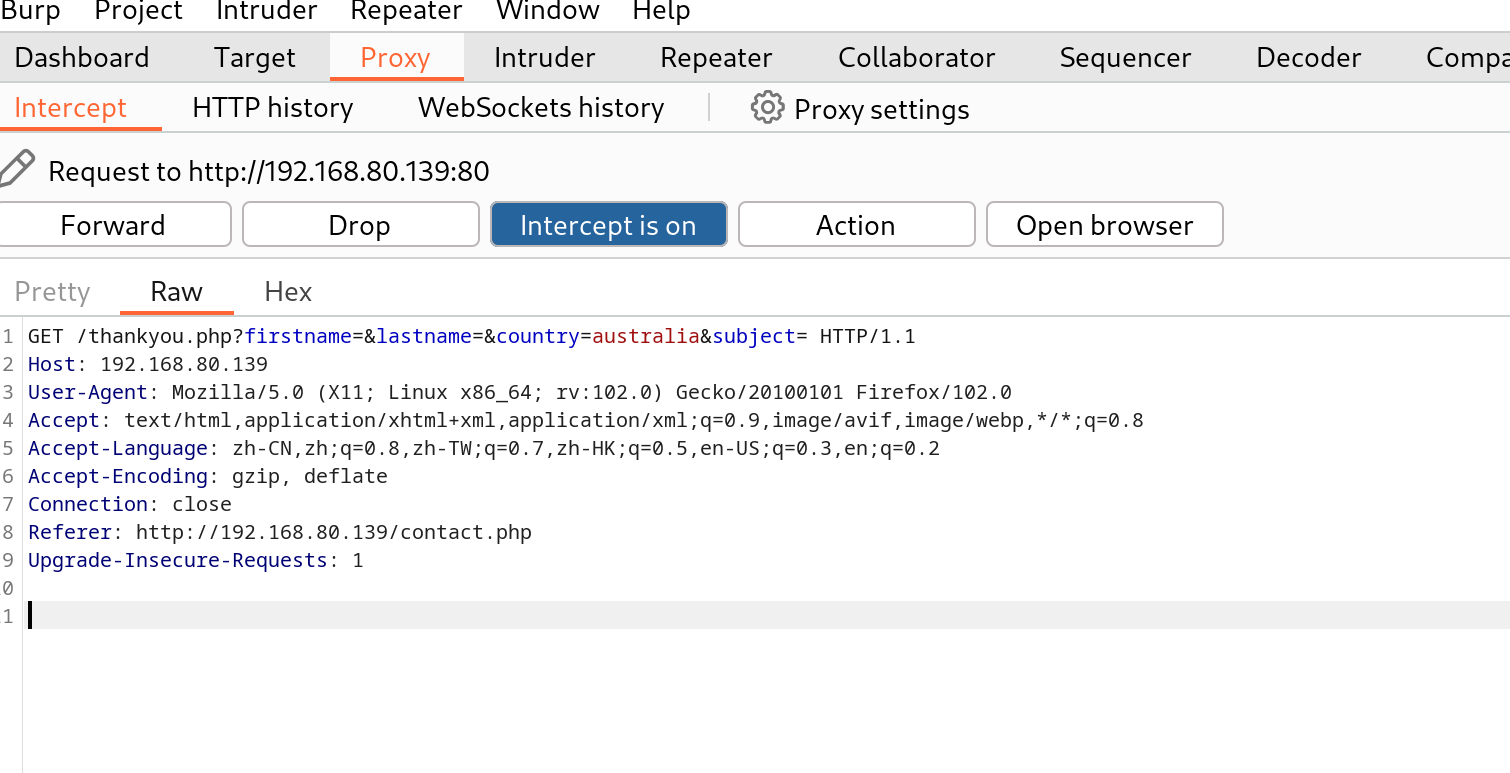 Burp Project Intruder Repeater Window Help
Dashboard Target Proxy Intruder Repeater Collaborator Sequencer Decoder Compa
Intercept HTTP history WebSockets history Proxy settings
Request to http://192.168.80.139:80
Forward Drop Intercept is on Action Open browser
Pretty Raw Hex
1 GET /thankyou.php?firstname=&lastname=&country=australia&subject= HTTP/1.1
2 Host: 192.168.80.139
3 User-Agent: Mozilla/5.0 (X11; Linux x86_64; rv:102.0) Gecko/20100101 Firefox/102.0
4 Accept: text/html,application/xhtml+xml,application/xml;q=0.9,image/avif,image/webp,*/*;q=0.8
5 Accept-Language: zh-CN,zh;q=0.8,zh-TW;q=0.7,zh-HK;q=0.5,en-US;q=0.3,en;q=0.2
6 Accept-Encoding: gzip, deflate
7 Connection: close
8 Referer: http://192.168.80.139/contact.php
9 Upgrade-Insecure-Requests: 1
0
1